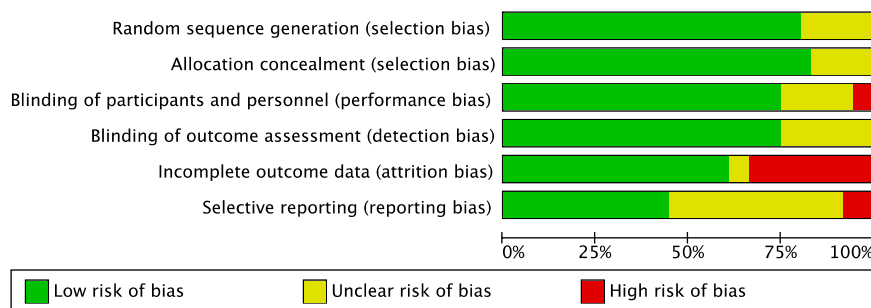 Random sequence generation (selection bias)
Allocation concealment (selection bias)
Blinding of participants and personnel (performance bias)
Blinding of outcome assessment (detection bias)
Incomplete outcome data (attrition bias)
Selective reporting (reporting bias)
0% 25% 50% 75% 100%
Low risk of bias Unclear risk of bias High risk of bias